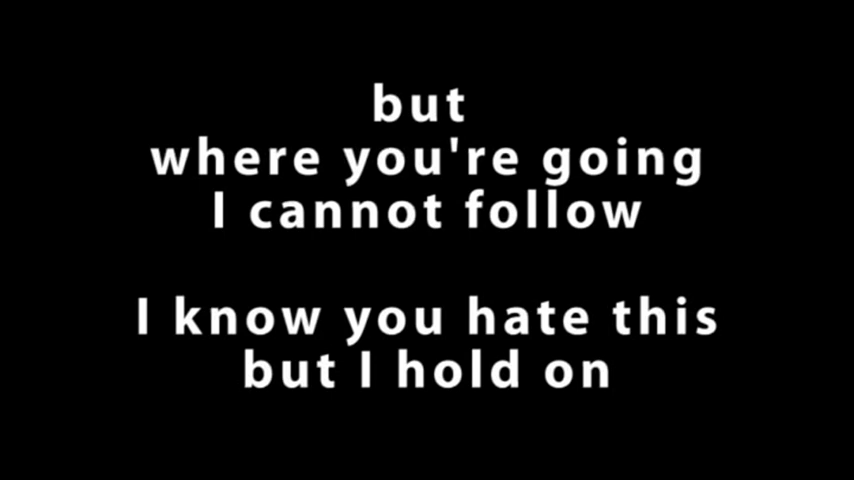 but
where you're going
I cannot follow
I know you hate this
but I hold on